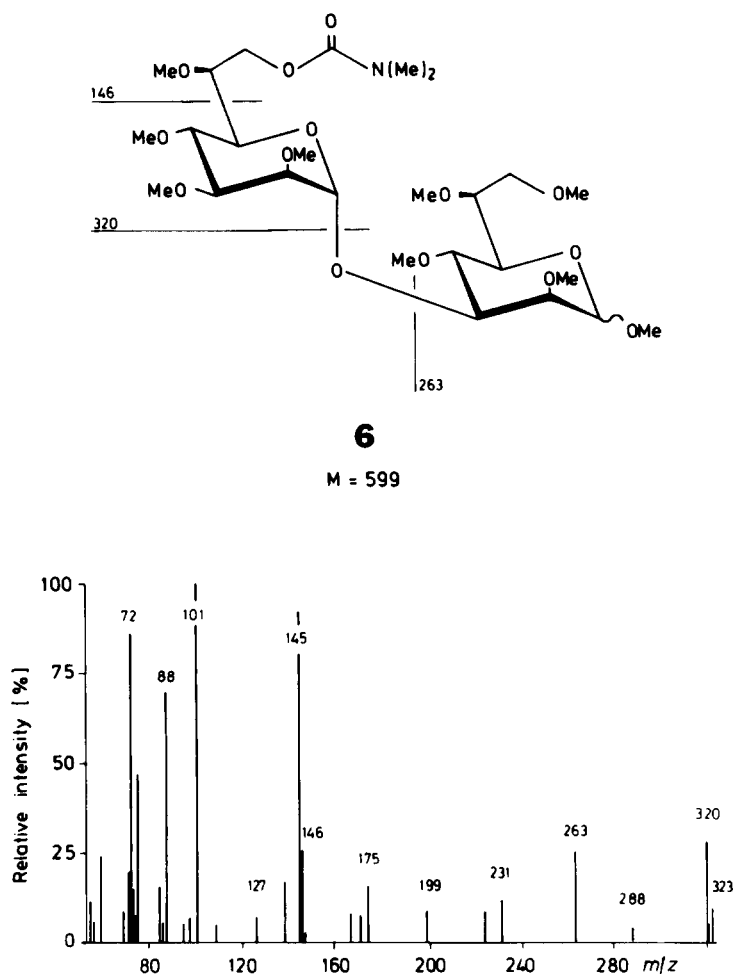 O
MeO
O
N(Me)2
146
MeO
O
OMe
MeO
MeO
OMe
320
O
MeO
O
OMe
OMe
263
6
M = 599
100
75
50
25
0
Relative intensity [%]
72
88
101
127
145
146
175
199
231
263
288
320
323
80
120
160
200
240
280
m/z